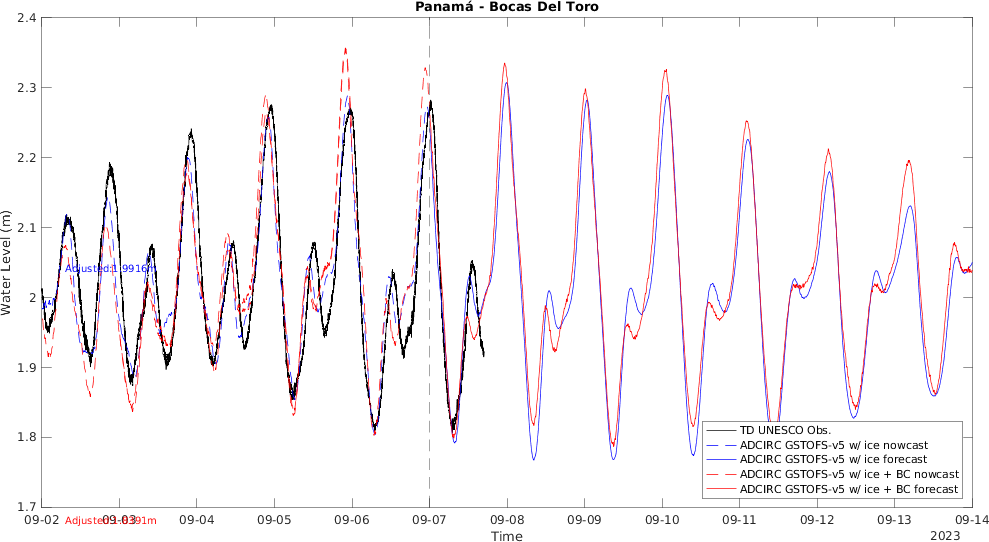 Panamá - Bocas Del Toro
2.4
2.3
2.2
2.1
2
1.9
1.8
1.7
Water Level (m)
Adjusted:1.9916m
TD UNESCO Obs.
ADCIRC GSTOFS-v5 w/ ice nowcast
ADCIRC GSTOFS-v5 w/ ice forecast
ADCIRC GSTOFS-v5 w/ ice + BC nowcast
ADCIRC GSTOFS-v5 w/ ice + BC forecast
09-02 09-03 09-04 09-05 09-06 09-07 09-08 09-09 09-10 09-11 09-12 09-13 09-14
Time
2023